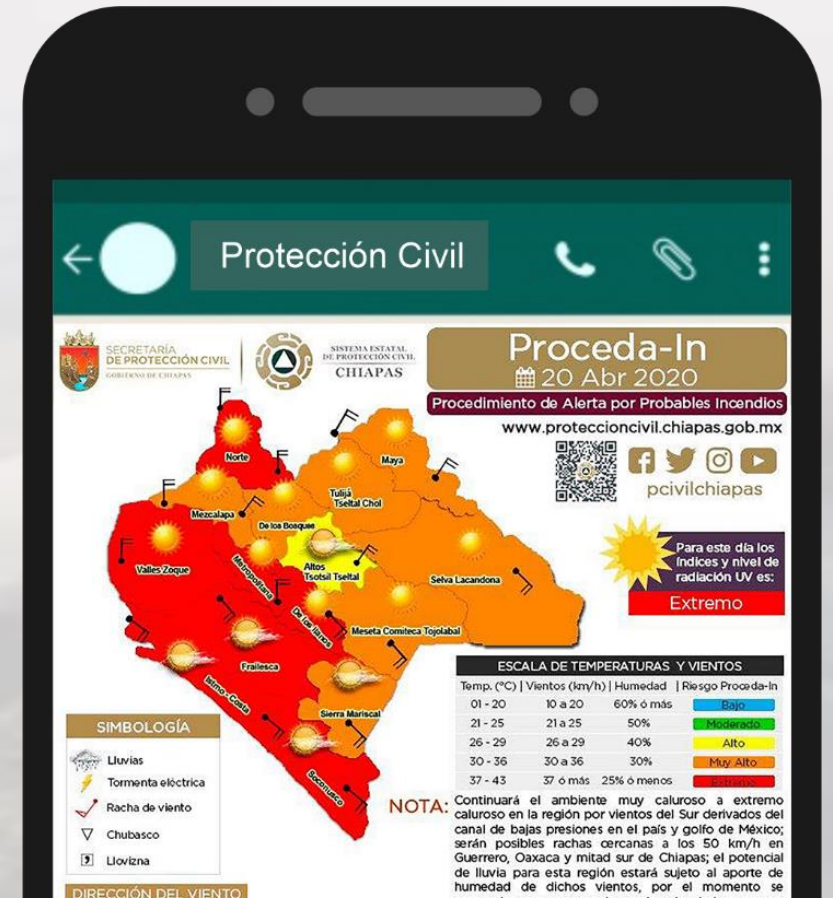 Protección Civil
SECRETARÍA
DE PROTECCIÓN CIVIL
GOBIERNO DE CHIAPAS
SISTEMA ESTATAL
DE PROTECCIÓN CIVIL
CHIAPAS
Proceda-In
20 Abr 2020
Procedimiento de Alerta por Probables Incendios
www.proteccioncivil.chiapas.gob.mx
pcivilchiapas
Norte
Maya
Tulijá
Tseltal Chol
Mezcalapa
De los Bosques
Valles Zoque
Metropolitana
Altos
Tsotsil Tseltal
Selva Lacandona
De los llanos
Meseta Comiteca Tojolabal
Frailesca
Istmo - Costa
Sierra Mariscal
Soconusco
Para este día los
índices y nivel de
radiación UV es:
Extremo
ESCALA DE TEMPERATURAS Y VIENTOS
Temp. (°C) | Vientos (km/h) | Humedad | Riesgo Proceda-In
01 - 20 10 a 20 60% ó más Bajo
21 - 25 21 a 25 50% Moderado
26 - 29 26 a 29 40% Alto
30 - 36 30 a 36 30% Muy Alto
37 - 43 37 ó más 25% ó menos Extremo
SIMBOLOGÍA
Lluvias
Tormenta eléctrica
Racha de viento
Chubasco
Llovizna
DIRECCIÓN DEL VIENTO
NOTA: Continuará el ambiente muy caluroso a extremo
caluroso en la región por vientos del Sur derivados del
canal de bajas presiones en el país y golfo de México;
serán posibles rachas cercanas a los 50 km/h en
Guerrero, Oaxaca y mitad sur de Chiapas; el potencial
de lluvia para esta región estará sujeto al aporte de
humedad de dichos vientos, por el momento se